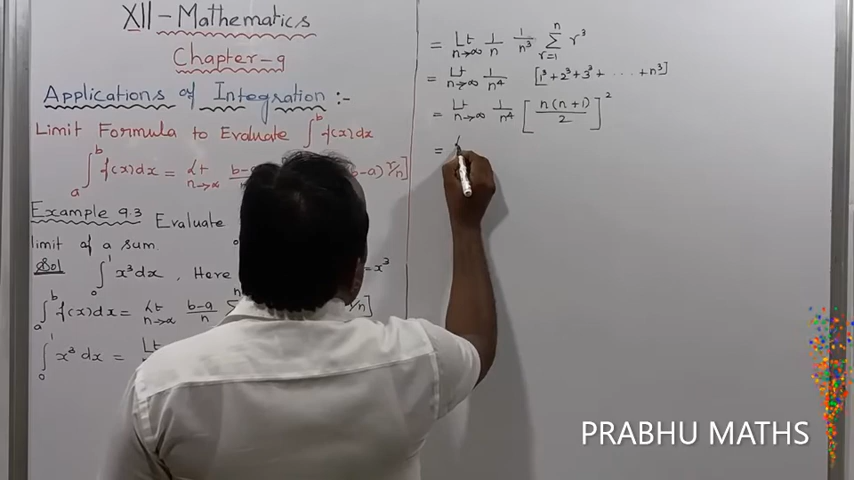 XII - Mathematics
Chapter-9
Applications of Integration :-
Limit Formula to Evaluate ∫ₐᵇ f(x)dx
∫ₐᵇ f(x)dx = Lt n→∞ b-a) r/n]
Example 9.3 Evaluate
limit of a sum
Sol ∫₀¹ x³dx, Here = x³
∫ₐᵇ f(x)dx = Lt n→∞ b-a/n r/n]
∫₀¹ x³ dx = Lt
= Lt n→∞ 1/n 1/n³ Σ r=1 n r³
= Lt n→∞ 1/n⁴ [1³ + 2³ + 3³ + ...... + n³]
= Lt n→∞ 1/n⁴ [n(n+1)/2]²
=
PRABHU MATHS